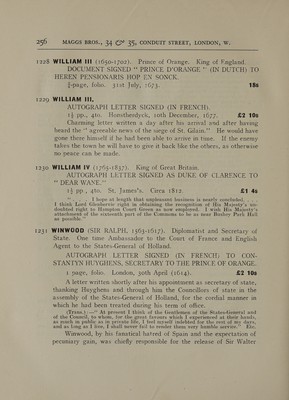 256 MAGGS BROS., 34 & 35, CONDUIT STREET, LONDON, W.
1228 WILLIAM III (1650-1702). Prince of Orange. King of England.
DOCUMENT SIGNED "PRINCE D'ORANGE" (IN DUTCH) TO
HEREN PENSIONARIS HOP EN SONCK.
½-page, folio. 31st July, 1673. 18s
1229 WILLIAM III,
AUTOGRAPH LETTER SIGNED (IN FRENCH).
1½ pp., 4to. Honstherdyck, 10th December, 1677. £2 10s
Charming letter written a day after his arrival and after having
heard the "agreeable news of the siege of St. Gilain." He would have
gone there himself if he had been able to arrive in time. If the enemy
takes the town he will have to give it back like the others, as otherwise
no peace can be made.
1230 WILLIAM IV (1765-1837). King of Great Britain.
AUTOGRAPH LETTER SIGNED AS DUKE OF CLARENCE TO
"DEAR WANE."
1½ pp., 4to. St. James's. Circa 1812. £1 4s
I hope at length that unpleasant business is nearly concluded.
I think Lord Glenbervie right in obtaining the recognition of His Majesty's un-
doubted right to Hampton Court Green as now employed. I wish His Majesty's
attachment of the sixteenth part of the Commons to be as near Bushey Park Hall
as possible."
1231 WINWOOD (SIR RALPH, 1563-1617). Diplomatist and Secretary of
State. One time Ambassador to the Court of France and English
Agent to the States-General of Holland.
AUTOGRAPH LETTER SIGNED (IN FRENCH) TO CON-
STANTYN HUYGHENS, SECRETARY TO THE PRINCE OF ORANGE.
1 page, folio. London, 30th April (1614). £2 10s
A letter written shortly after his appointment as secretary of state,
thanking Huyghens and through him the Councillors of state in the
assembly of the States-General of Holland, for the cordial manner in
which he had been treated during his term of office.
(Trans.):—"At present I think of the Gentlemen of the States-General and
of the Council, to whom, for the great favours which I experienced at their hands,
as much in public as in private life, I feel myself indebted for the rest of my days,
and as long as I live, I shall never fail to render them very humble service." Etc.
Winwood, by his fanatical hatred of Spain and the expectation of
pecuniary gain, was chiefly responsible for the release of Sir Walter